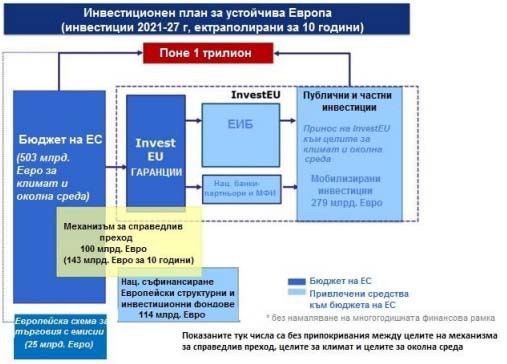 Инвестиционен план за устойчива Европа
(инвестиции 2021-27 г, ектраполирани за 10 години)
Поне 1 трилион
Бюджет на ЕС
(503 млрд.
Евро за
климат и
околна среда)
InvestEU
Invest
EU
ГАРАНЦИИ
ЕИБ
Нац. банки-
партньори и МФИ
Публични и частни
инвестиции
Принос на InvestEU
към целите за
климат и околна
среда
Мобилизирани
инвестиции
279 млрд. Евро
Механизъм за справедлив
преход
100 млрд. Евро
(143 млрд. Евро за 10 години)
Нац. съфинансиране
Европейски структурни и
инвестиционни фондове
114 млрд. Евро
Европейска схема за
търговия с емисии
(25 млрд. Евро)
Бюджет на ЕС
Привлечени средства
към бюджета на ЕС
* без намаляване на многогодишната финансова рамка
Показаните тук числа са без припокривания между целите на механизма
за справедлив преход, целите за климат и целите за околна среда